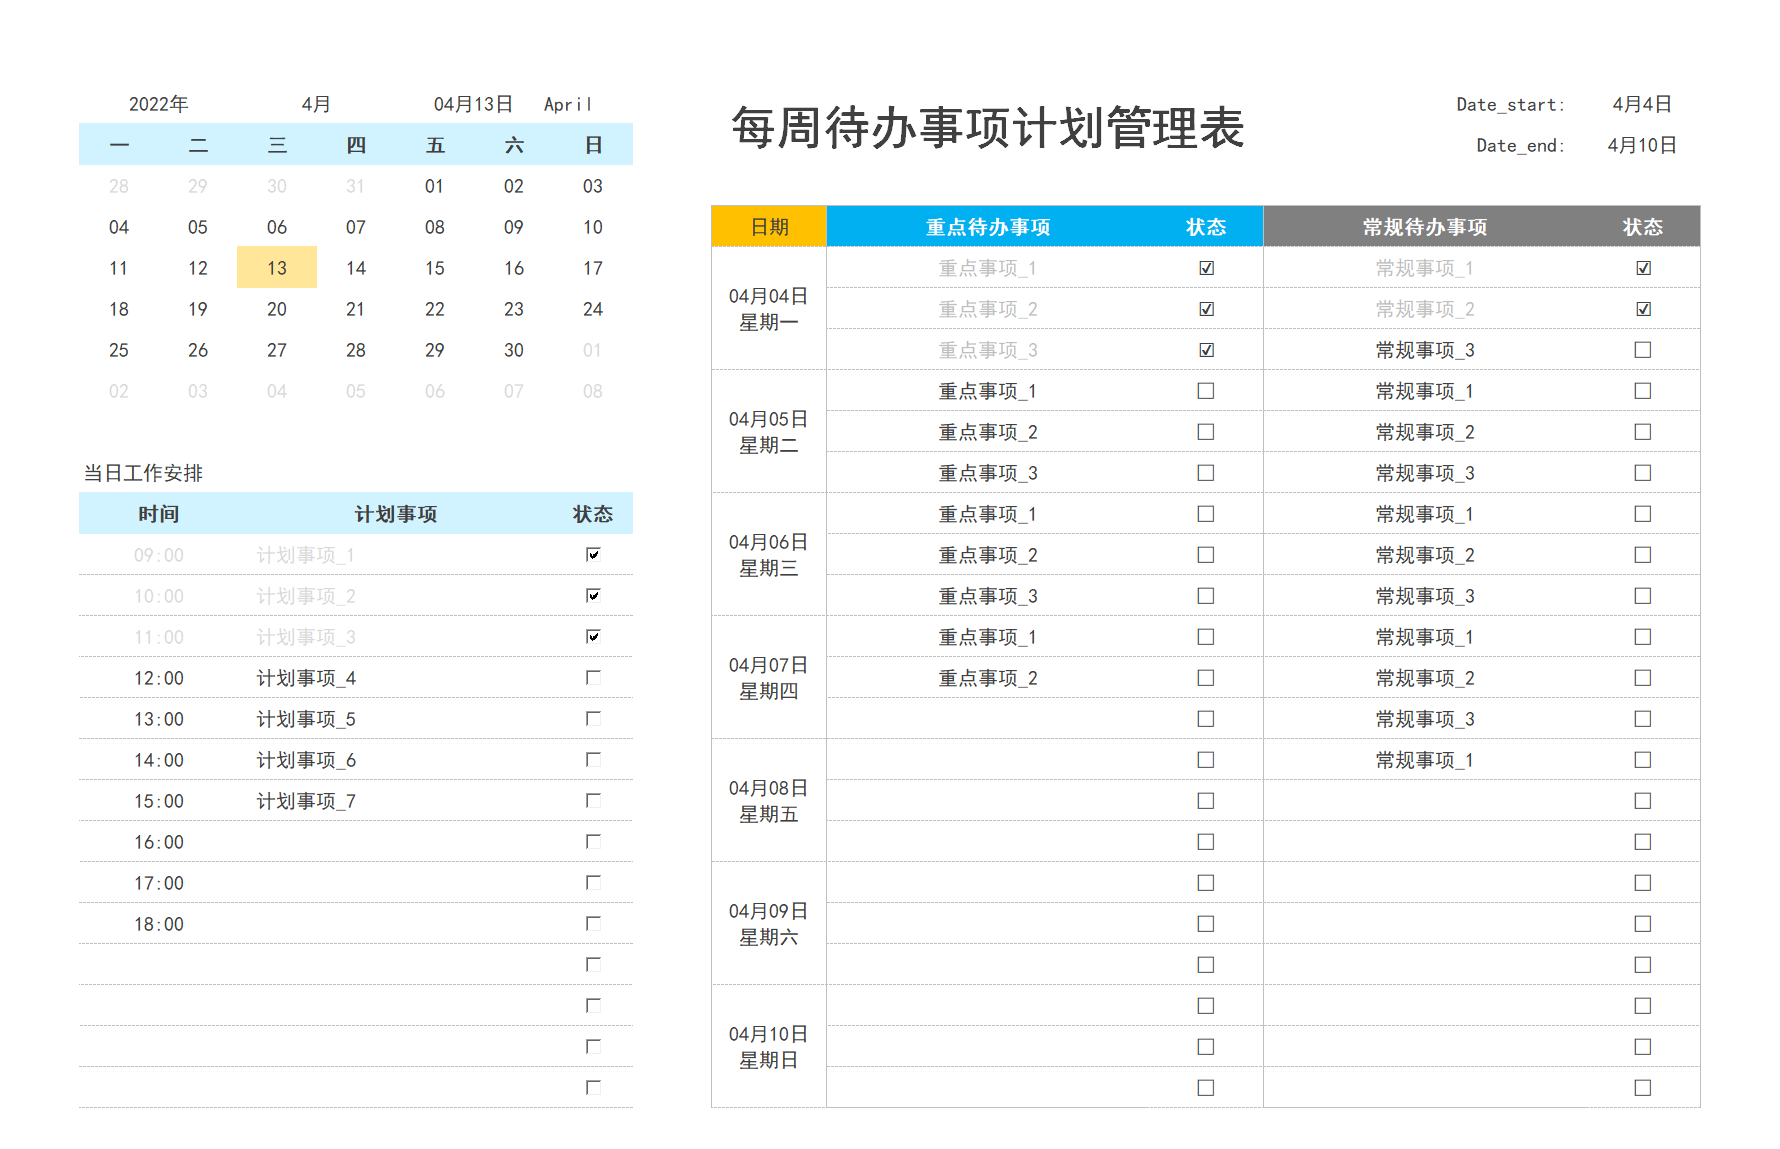 2022年 4月 04月13日 April
一 二 三 四 五 六 日
28 29 30 31 01 02 03
04 05 06 07 08 09 10
11 12 13 14 15 16 17
18 19 20 21 22 23 24
25 26 27 28 29 30 01
02 03 04 05 06 07 08
当日工作安排
时间 计划事项 状态
09:00 计划事项_1 ☑
10:00 计划事项_2 ☑
11:00 计划事项_3 ☑
12:00 计划事项_4 ☐
13:00 计划事项_5 ☐
14:00 计划事项_6 ☐
15:00 计划事项_7 ☐
16:00 ☐
17:00 ☐
18:00 ☐
☐
☐
☐
☐
每周待办事项计划管理表
Date_start: 4月4日
Date_end: 4月10日
日期 重点待办事项 状态 常规待办事项 状态
04月04日
星期一
重点事项_1 ☑ 常规事项_1 ☑
重点事项_2 ☑ 常规事项_2 ☑
重点事项_3 ☑ 常规事项_3 ☐
04月05日
星期二
重点事项_1 ☐ 常规事项_1 ☐
重点事项_2 ☐ 常规事项_2 ☐
重点事项_3 ☐ 常规事项_3 ☐
04月06日
星期三
重点事项_1 ☐ 常规事项_1 ☐
重点事项_2 ☐ 常规事项_2 ☐
重点事项_3 ☐ 常规事项_3 ☐
04月07日
星期四
重点事项_1 ☐ 常规事项_1 ☐
重点事项_2 ☐ 常规事项_2 ☐
☐ 常规事项_3 ☐
04月08日
星期五
☐ 常规事项_1 ☐
☐ ☐
☐ ☐
04月09日
星期六
☐ ☐
☐ ☐
☐ ☐
04月10日
星期日
☐ ☐
☐ ☐
☐ ☐